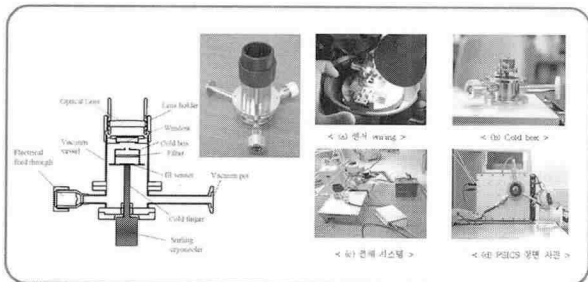 Optical Lens
Lens holder
Window
Vacuum vessel
Cold box
Filter
Electrical feed through
IR sensor
Vacuum port
Cold finger
Stirling cryocooler
< (a) 센서 wiring >
< (b) Cold box >
< (c) 전체 시스템 >
< (d) PSICS 장면 사진 >